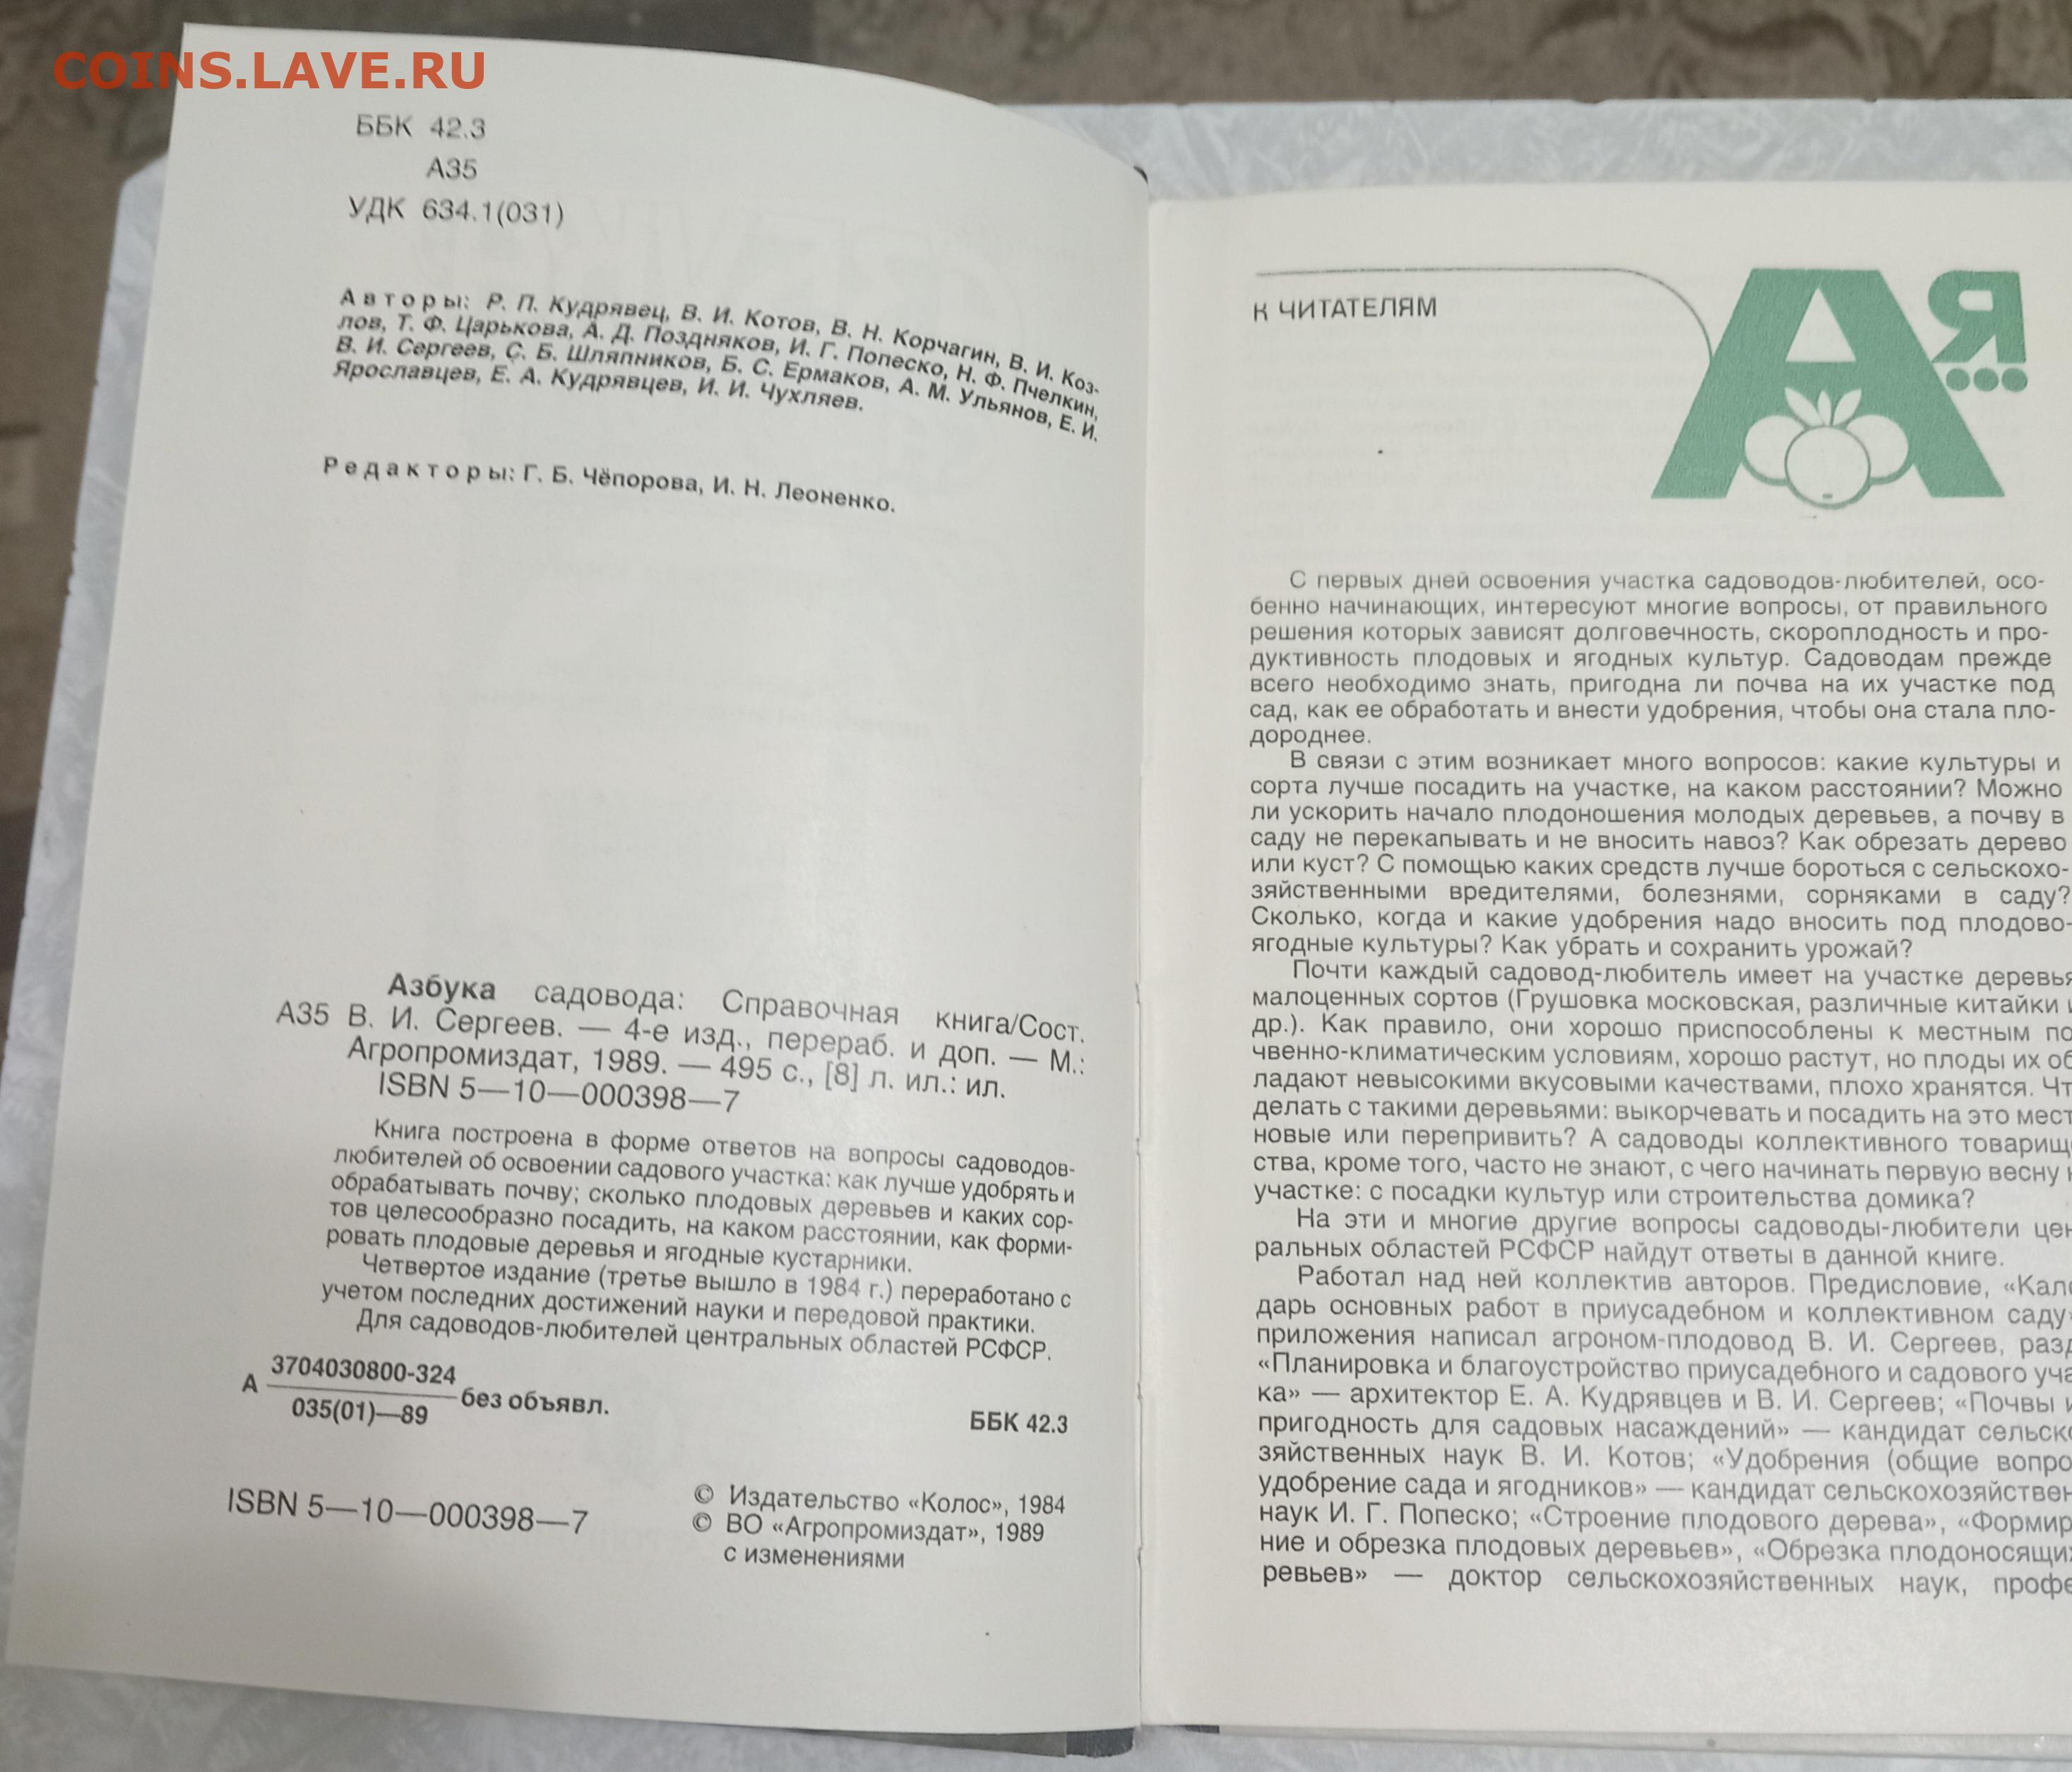 COINS.LAVE.RU
ББК 42.3
А35
УДК 634.1(031)
Авторы: Р. П. Кудрявец, В. И. Котов, В. Н. Корчагин, В. И. Коз-
лов, Т. Ф. Царькова, А. Д. Поздняков, И. Г. Попеско, Н. Ф. Пчелкин,
В. И. Сергеев, С. Б. Шляпников, Б. С. Ермаков, А. М. Ульянов, Е. И.
Ярославцев, Е. А. Кудрявцев, И. И. Чухляев.
Редакторы: Г. Б. Чёпорова, И. Н. Леоненко.
Азбука садовода: Справочная книга/Сост.
А35 В. И. Сергеев. — 4-е изд., перераб. и доп. — М.:
Агропромиздат, 1989. — 495 с., [8] л. ил.: ил.
ISBN 5—10—000398—7
Книга построена в форме ответов на вопросы садоводов-
любителей об освоении садового участка: как лучше удобрять и
обрабатывать почву; сколько плодовых деревьев и каких сор-
тов целесообразно посадить, на каком расстоянии, как форми-
ровать плодовые деревья и ягодные кустарники.
Четвертое издание (третье вышло в 1984 г.) переработано с
учетом последних достижений науки и передовой практики.
Для садоводов-любителей центральных областей РСФСР.
А 3704030800-324
035(01)—89 без объявл.
ББК 42.3
ISBN 5—10—000398—7
© Издательство «Колос», 1984
© ВО «Агропромиздат», 1989
с изменениями
К ЧИТАТЕЛЯМ
А Я...
С первых дней освоения участка садоводов-любителей, осо-
бенно начинающих, интересуют многие вопросы, от правильного
решения которых зависят долговечность, скороплодность и про-
дуктивность плодовых и ягодных культур. Садоводам прежде
всего необходимо знать, пригодна ли почва на их участке под
сад, как ее обработать и внести удобрения, чтобы она стала пло-
дороднее.
В связи с этим возникает много вопросов: какие культуры и
сорта лучше посадить на участке, на каком расстоянии? Можно
ли ускорить начало плодоношения молодых деревьев, а почву в
саду не перекапывать и не вносить навоз? Как обрезать дерево
или куст? С помощью каких средств лучше бороться с сельскохо-
зяйственными вредителями, болезнями, сорняками в саду?
Сколько, когда и какие удобрения надо вносить под плодово-
ягодные культуры? Как убрать и сохранить урожай?
Почти каждый садовод-любитель имеет на участке деревья
малоценных сортов (Грушовка московская, различные китайки и
др.). Как правило, они хорошо приспособлены к местным по
чвенно-климатическим условиям, хорошо растут, но плоды их об
ладают невысокими вкусовыми качествами, плохо хранятся. Чт
делать с такими деревьями: выкорчевать и посадить на это мест
новые или перепривить? А садоводы коллективного товарищ
ства, кроме того, часто не знают, с чего начинать первую весну н
участке: с посадки культур или строительства домика?
На эти и многие другие вопросы садоводы-любители цен
ральных областей РСФСР найдут ответы в данной книге.
Работал над ней коллектив авторов. Предисловие, «Кале
дарь основных работ в приусадебном и коллективном саду»
приложения написал агроном-плодовод В. И. Сергеев, разд
«Планировка и благоустройство приусадебного и садового уча
ка» — архитектор Е. А. Кудрявцев и В. И. Сергеев; «Почвы и
пригодность для садовых насаждений» — кандидат сельско
зяйственных наук В. И. Котов; «Удобрения (общие вопро
удобрение сада и ягодников» — кандидат сельскохозяйствен
наук И. Г. Попеско; «Строение плодового дерева», «Формир
ние и обрезка плодовых деревьев», «Обрезка плодоносящих
ревьев» — доктор сельскохозяйственных наук, профе